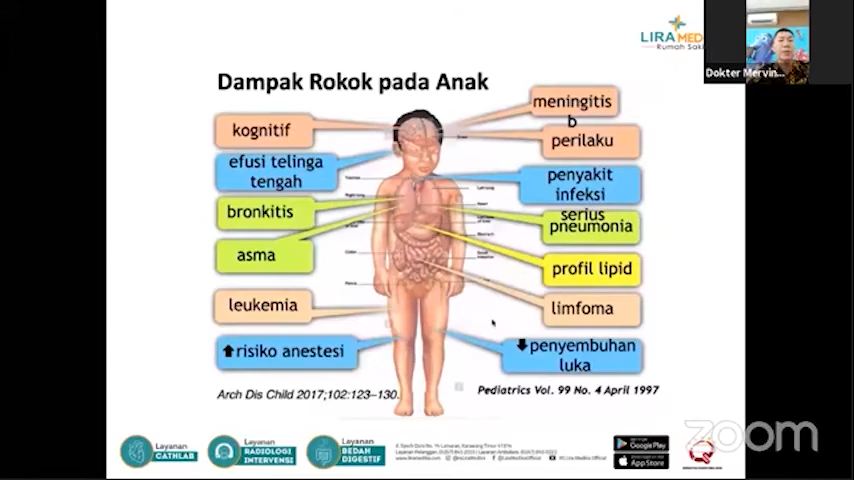 LIRA MEDIKA
Rumah Saki
Dokter Mervin...
Dampak Rokok pada Anak
kognitif
efusi telinga
tengah
bronkitis
asma
leukemia
⬆risiko anestesi
meningitis
b
perilaku
penyakit
infeksi
serius
pneumonia
profil lipid
limfoma
⬇penyembuhan
luka
Arch Dis Child 2017;102:123–130.
Pediatrics Vol. 99 No. 4 April 1997
Layanan
CATHLAB
Layanan
RADIOLOGI
INTERVENSI
Layanan
BEDAH
DIGESTIF
Google Play
App Store
zoom